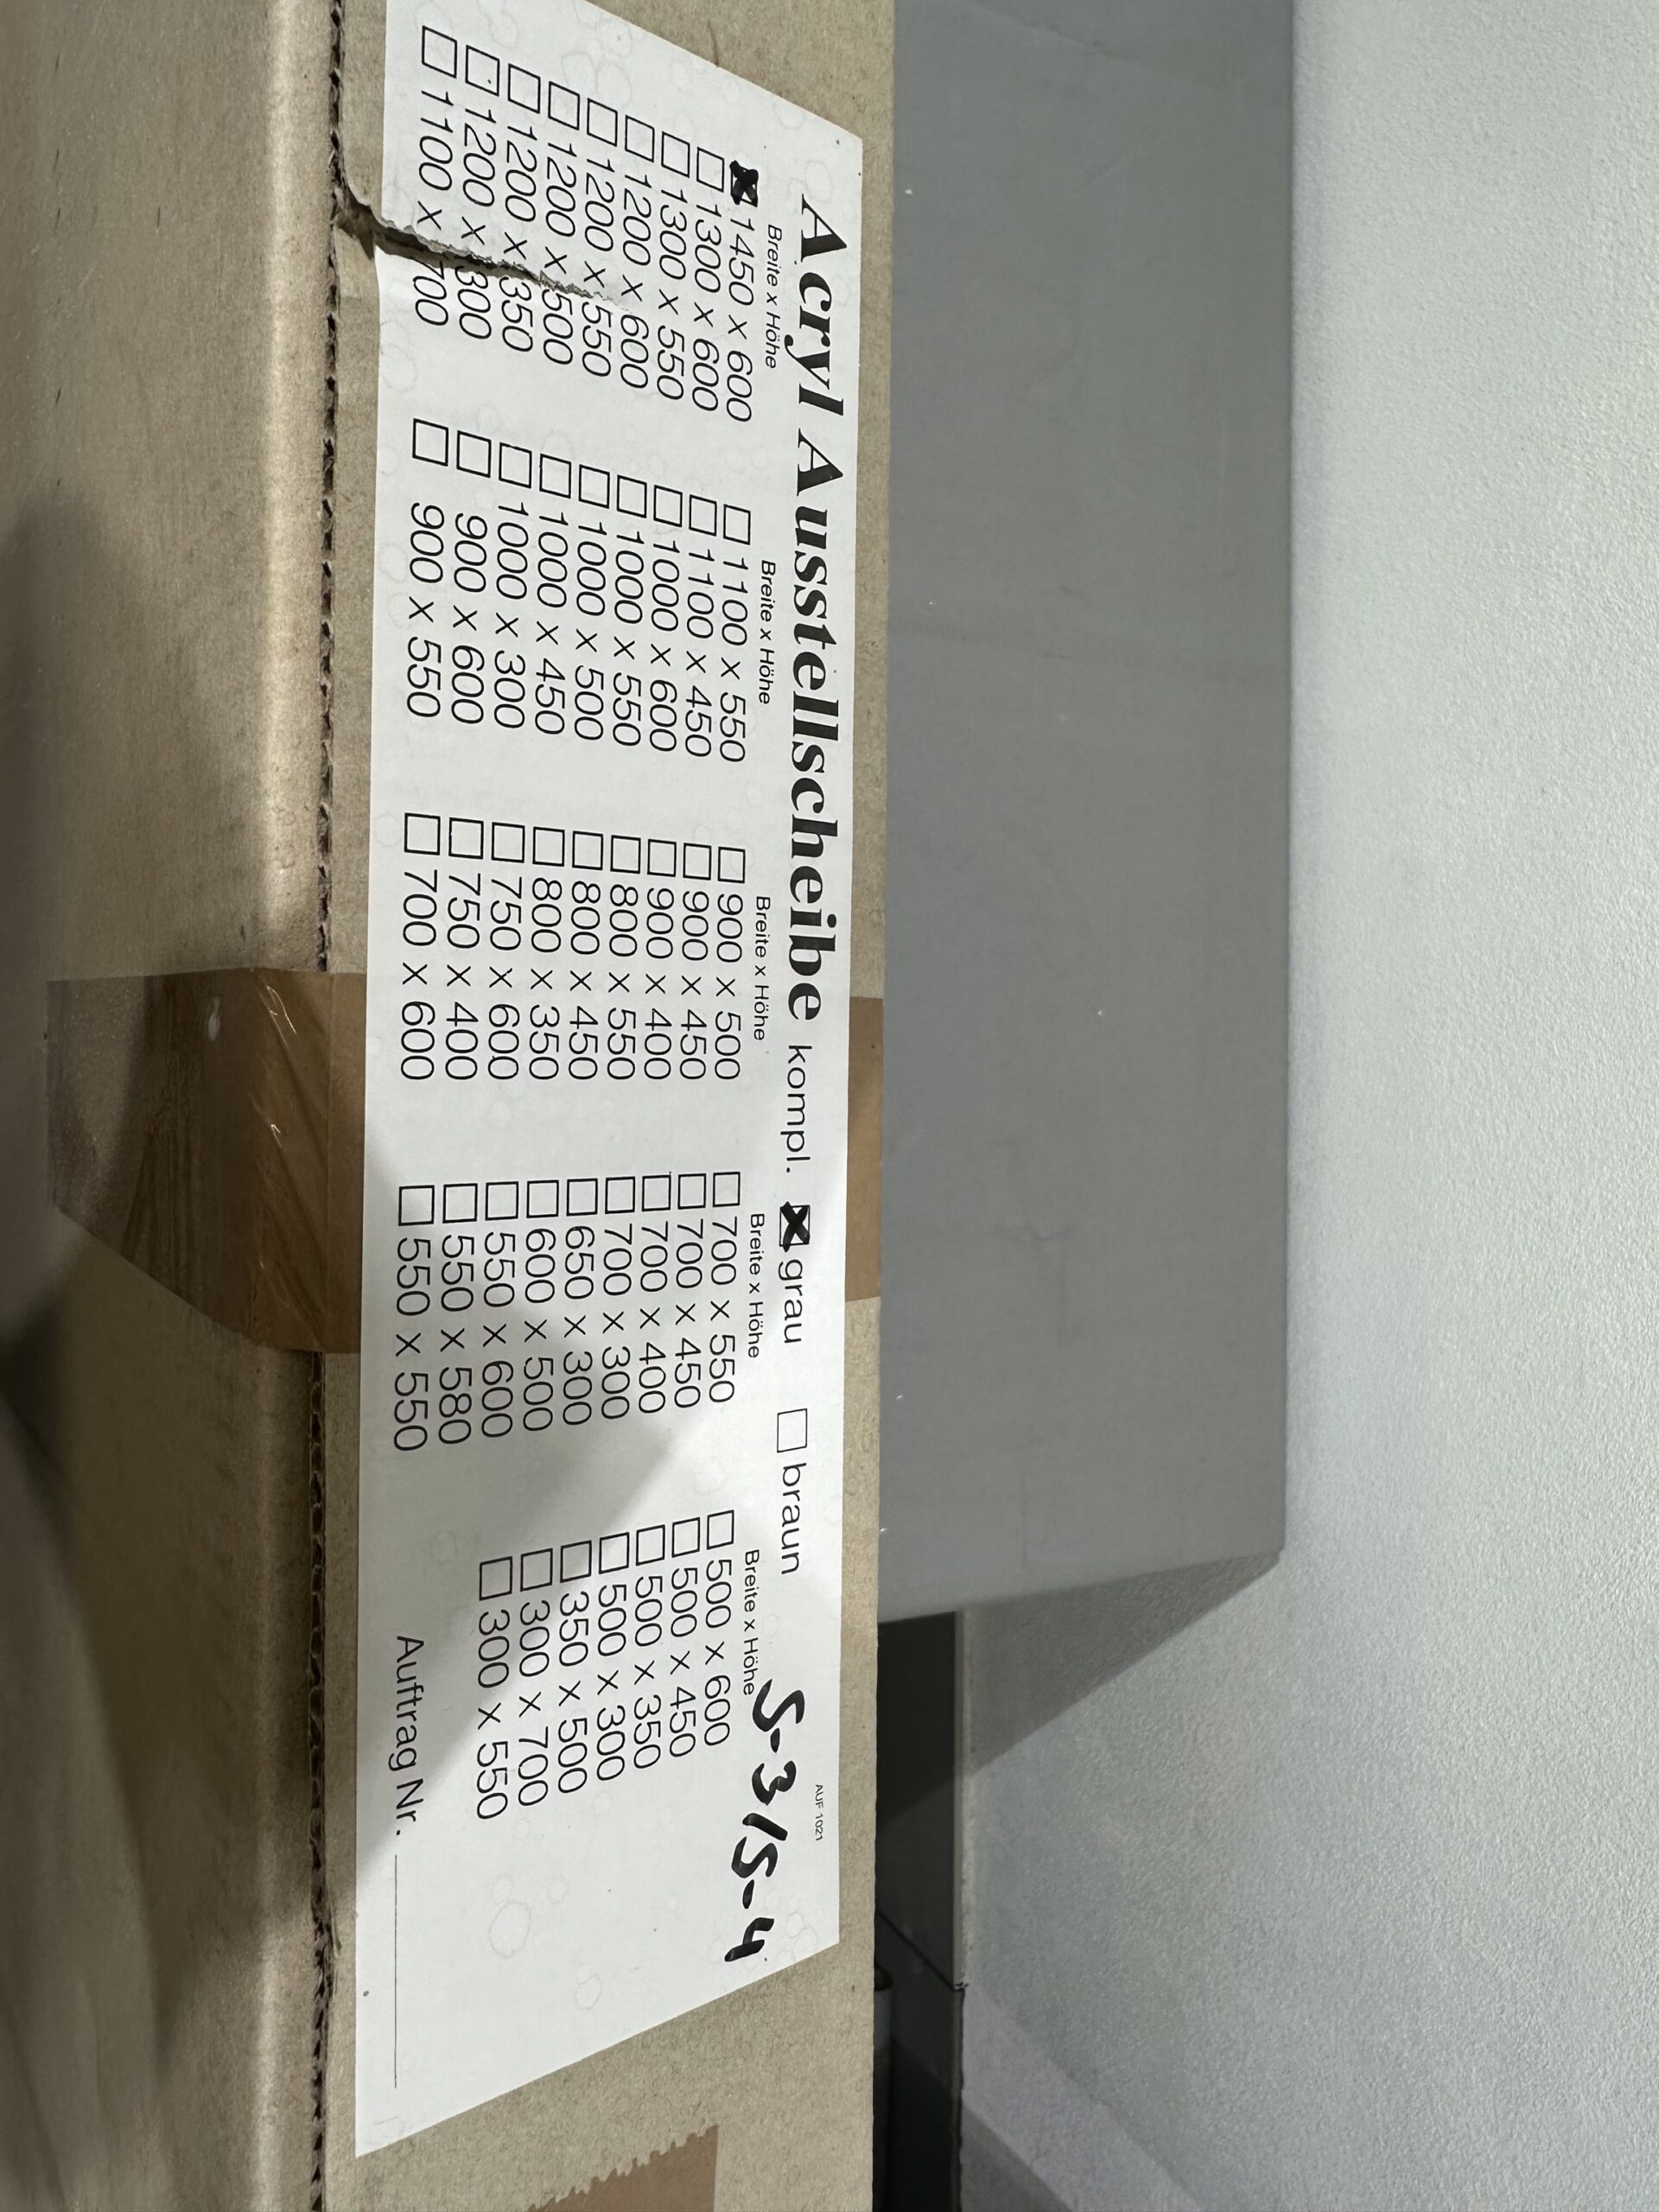 AUF 1021
Acryl Ausstellscheibe kompl. ☒ grau ☐ braun S-3/S-4
Breite x Höhe Breite x Höhe Breite x Höhe Breite x Höhe Breite x Höhe
☒ 1450 x 600 ☐ 1100 x 550 ☐ 900 x 500 ☐ 700 x 550 ☐ 500 x 600
☐ 1300 x 600 ☐ 1100 x 450 ☐ 900 x 450 ☐ 700 x 450 ☐ 500 x 450
☐ 1300 x 550 ☐ 1000 x 600 ☐ 900 x 400 ☐ 700 x 400 ☐ 500 x 350
☐ 1200 x 600 ☐ 1000 x 550 ☐ 800 x 550 ☐ 700 x 300 ☐ 500 x 300
☐ 1200 x 550 ☐ 1000 x 500 ☐ 800 x 450 ☐ 650 x 300 ☐ 350 x 500
☐ 1200 x 500 ☐ 1000 x 450 ☐ 800 x 350 ☐ 600 x 500 ☐ 300 x 700
☐ 1200 x 350 ☐ 1000 x 300 ☐ 750 x 600 ☐ 550 x 600 ☐ 300 x 550
☐ 1200 x 300 ☐ 900 x 600 ☐ 750 x 400 ☐ 550 x 580
☐ 1100 x 700 ☐ 900 x 550 ☐ 700 x 600 ☐ 550 x 550 Auftrag Nr.